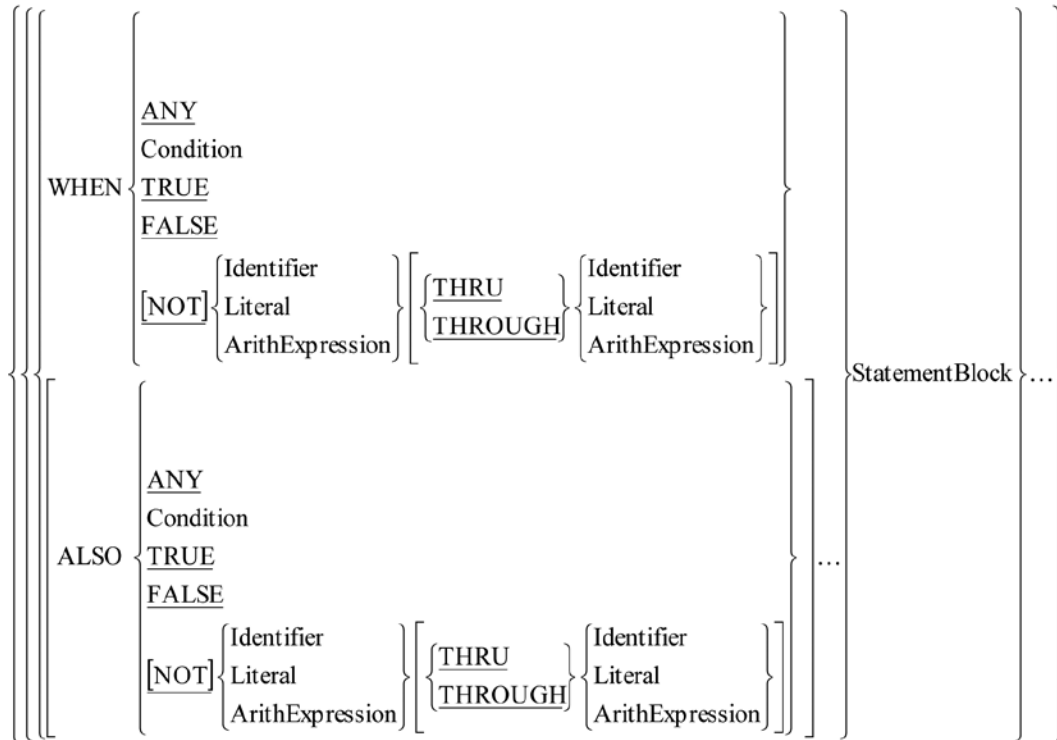 ANY
Condition
WHEN TRUE
FALSE
[NOT] Identifier Literal ArithExpression [THRU THROUGH Identifier Literal ArithExpression]
StatementBlock ...
ANY
Condition
ALSO TRUE ...
FALSE
[NOT] Identifier Literal ArithExpression [THRU THROUGH Identifier Literal ArithExpression]